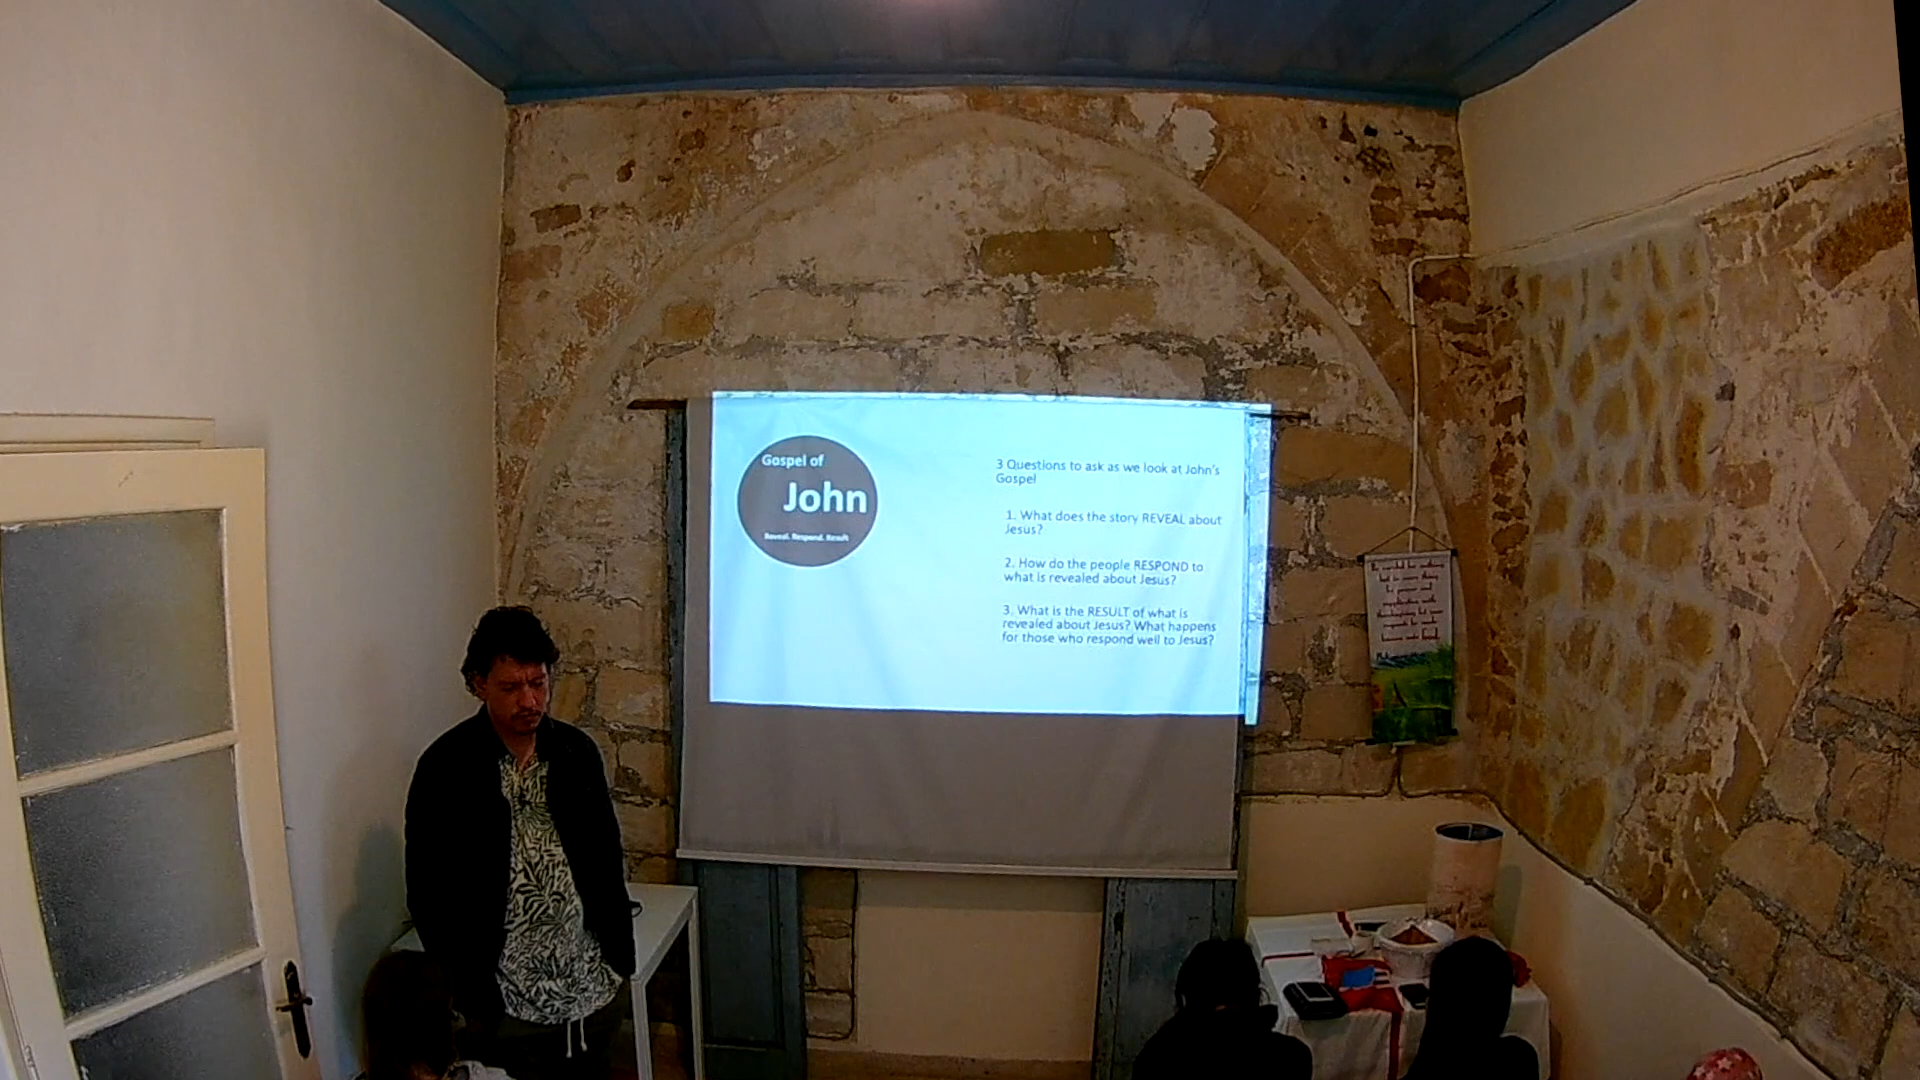 Gospel of
John
Reveal. Respond. Result
3 Questions to ask as we look at John's
Gospel
1. What does the story REVEAL about
Jesus?
2. How do the people RESPOND to
what is revealed about Jesus?
3. What is the RESULT of what is
revealed about Jesus? What happens
for those who respond well to Jesus?